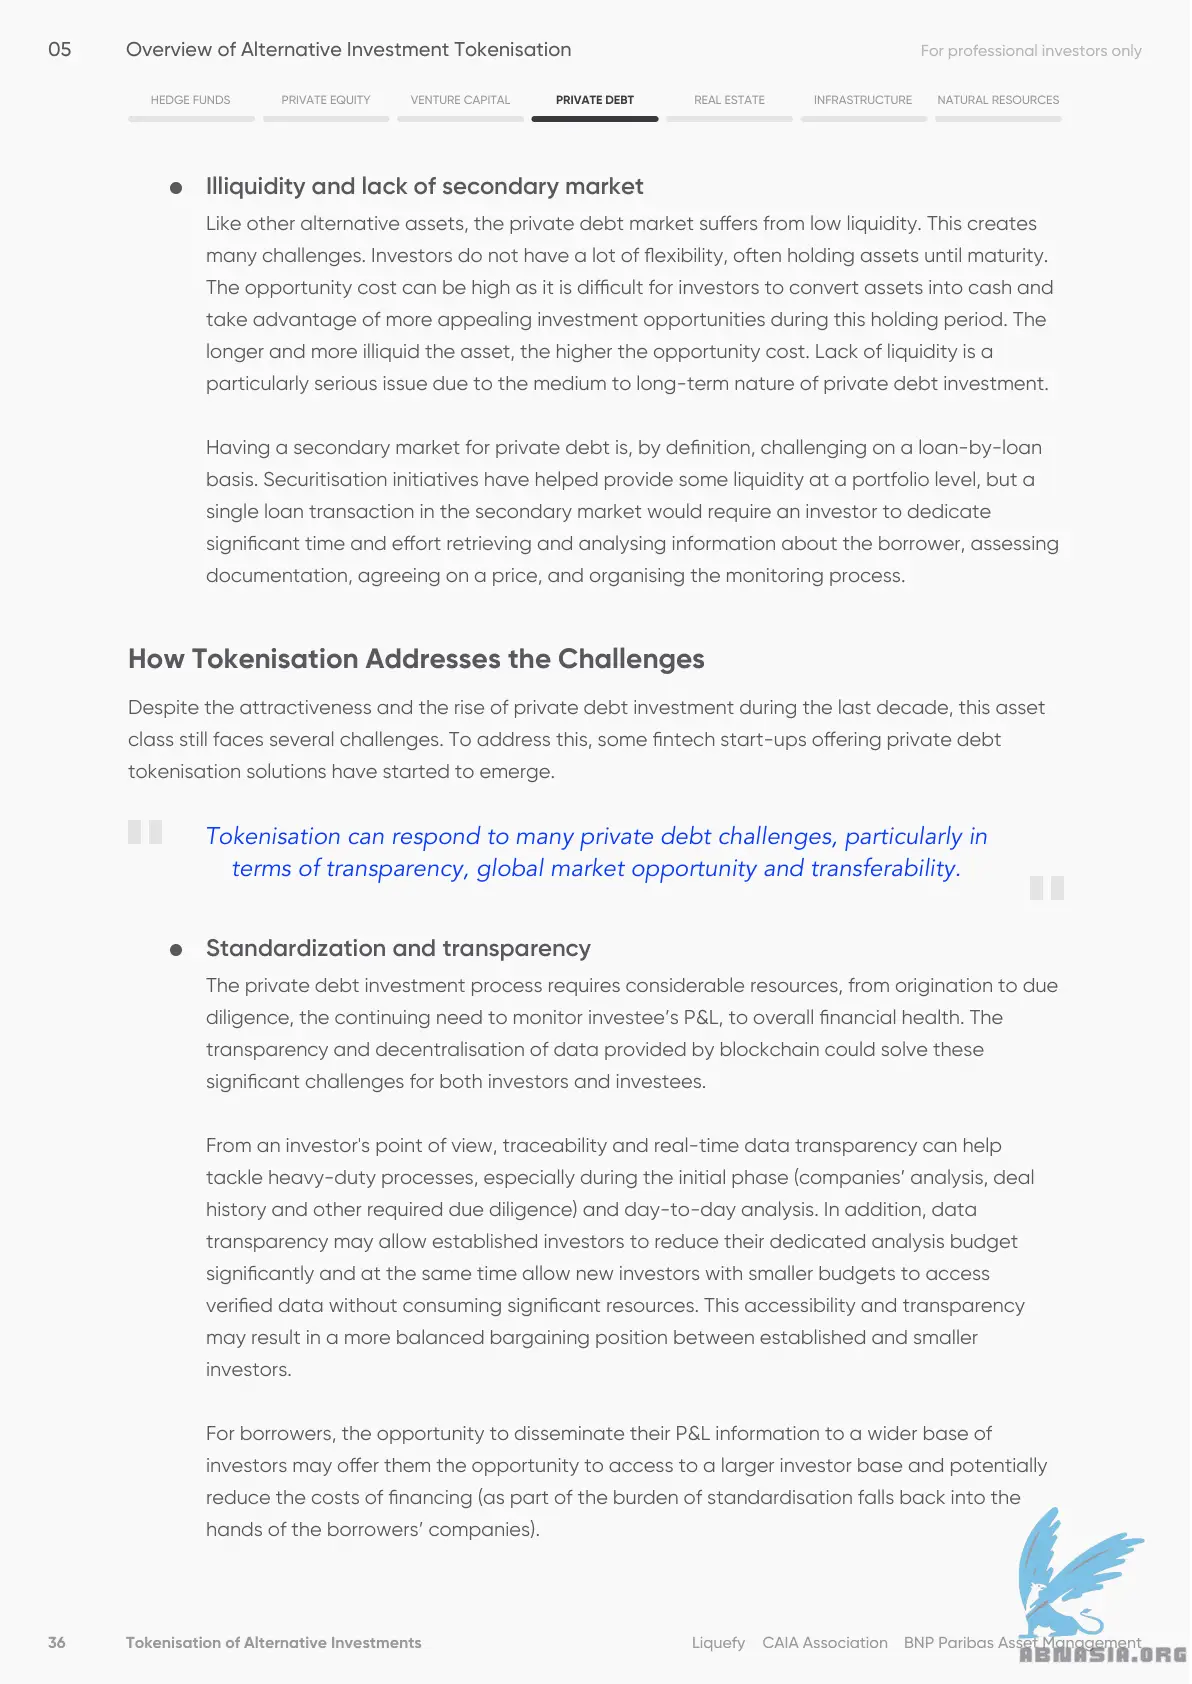 05 Overview of Alternative Investment Tokenisation For professional investors only
HEDGE FUNDS PRIVATE EQUITY VENTURE CAPITAL PRIVATE DEBT REAL ESTATE INFRASTRUCTURE NATURAL RESOURCES
● Illiquidity and lack of secondary market
Like other alternative assets, the private debt market suffers from low liquidity. This creates
many challenges. Investors do not have a lot of flexibility, often holding assets until maturity.
The opportunity cost can be high as it is difficult for investors to convert assets into cash and
take advantage of more appealing investment opportunities during this holding period. The
longer and more illiquid the asset, the higher the opportunity cost. Lack of liquidity is a
particularly serious issue due to the medium to long-term nature of private debt investment.
Having a secondary market for private debt is, by definition, challenging on a loan-by-loan
basis. Securitisation initiatives have helped provide some liquidity at a portfolio level, but a
single loan transaction in the secondary market would require an investor to dedicate
significant time and effort retrieving and analysing information about the borrower, assessing
documentation, agreeing on a price, and organising the monitoring process.
How Tokenisation Addresses the Challenges
Despite the attractiveness and the rise of private debt investment during the last decade, this asset
class still faces several challenges. To address this, some fintech start-ups offering private debt
tokenisation solutions have started to emerge.
" Tokenisation can respond to many private debt challenges, particularly in
terms of transparency, global market opportunity and transferability. "
● Standardization and transparency
The private debt investment process requires considerable resources, from origination to due
diligence, the continuing need to monitor investee’s P&L, to overall financial health. The
transparency and decentralisation of data provided by blockchain could solve these
significant challenges for both investors and investees.
From an investor's point of view, traceability and real-time data transparency can help
tackle heavy-duty processes, especially during the initial phase (companies’ analysis, deal
history and other required due diligence) and day-to-day analysis. In addition, data
transparency may allow established investors to reduce their dedicated analysis budget
significantly and at the same time allow new investors with smaller budgets to access
verified data without consuming significant resources. This accessibility and transparency
may result in a more balanced bargaining position between established and smaller
investors.
For borrowers, the opportunity to disseminate their P&L information to a wider base of
investors may offer them the opportunity to access to a larger investor base and potentially
reduce the costs of financing (as part of the burden of standardisation falls back into the
hands of the borrowers’ companies).
36 Tokenisation of Alternative Investments Liquefy CAIA Association BNP Paribas Asset Management
ABNASIA.ORG